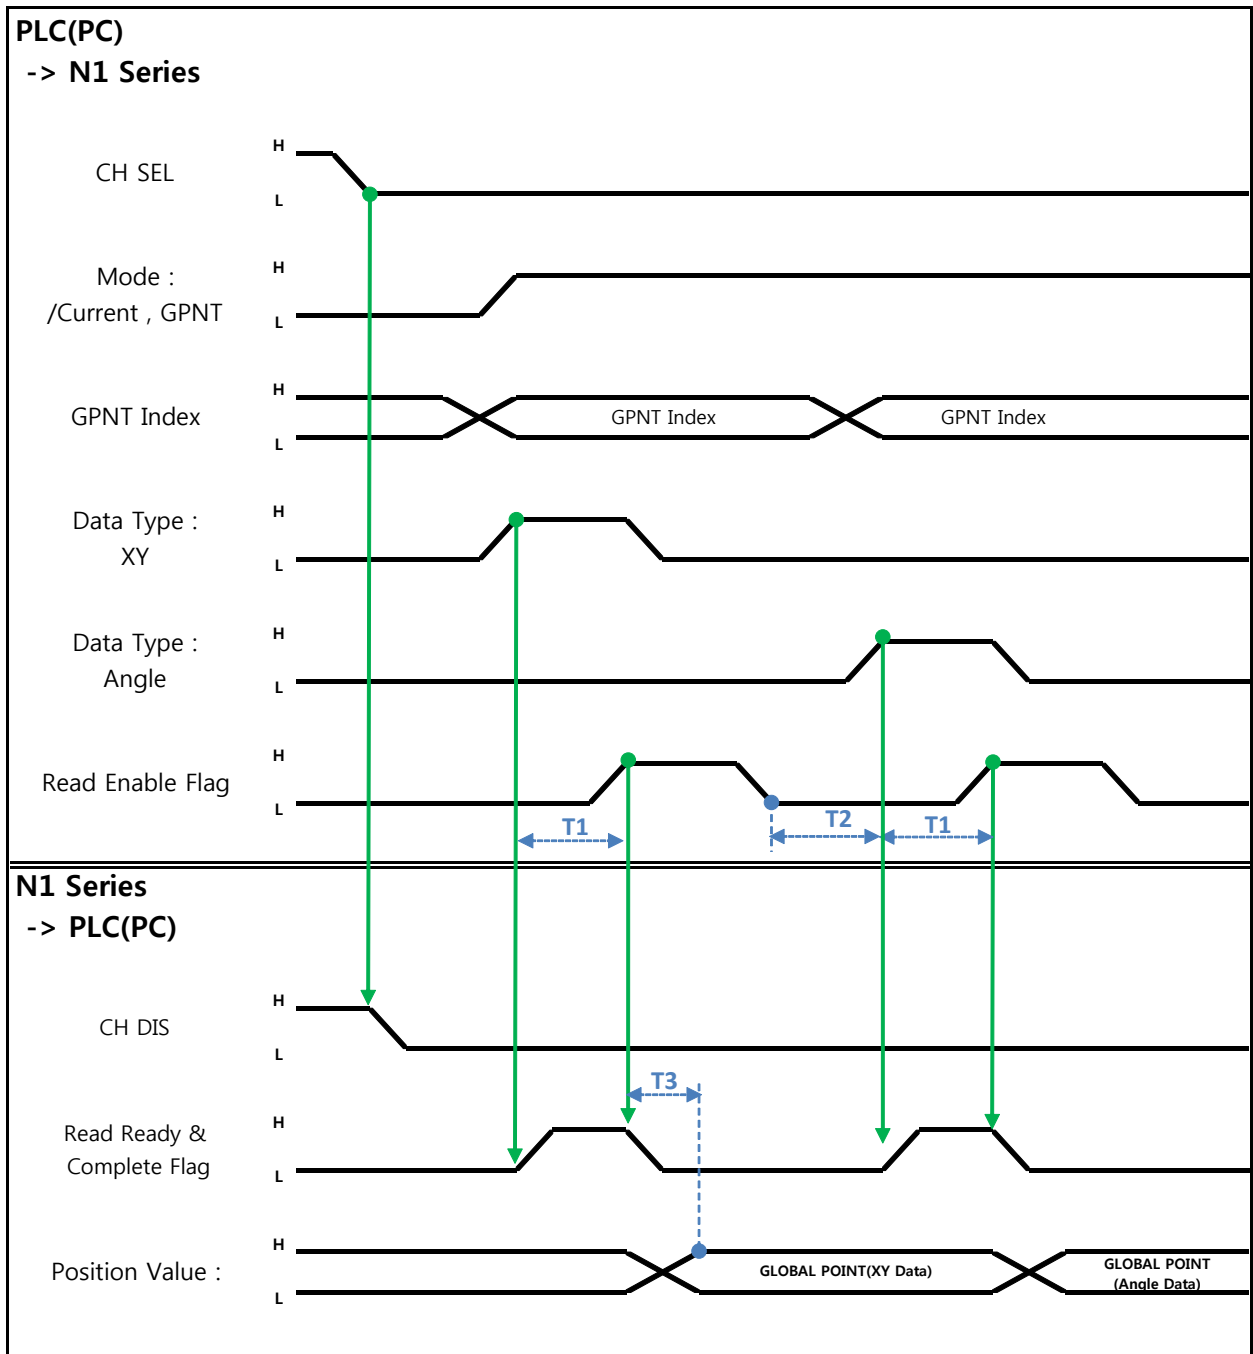 PLC(PC)
-> N1 Series
H
CH SEL
L
H
Mode :
/Current , GPNT
L
H
GPNT Index
GPNT Index
GPNT Index
L
H
Data Type :
XY
L
H
Data Type :
Angle
L
H
Read Enable Flag
L
T1
T2
T1
N1 Series
-> PLC(PC)
H
CH DIS
L
T3
H
Read Ready &
Complete Flag
L
H
Position Value :
GLOBAL POINT(XY Data)
GLOBAL POINT
(Angle Data)
L